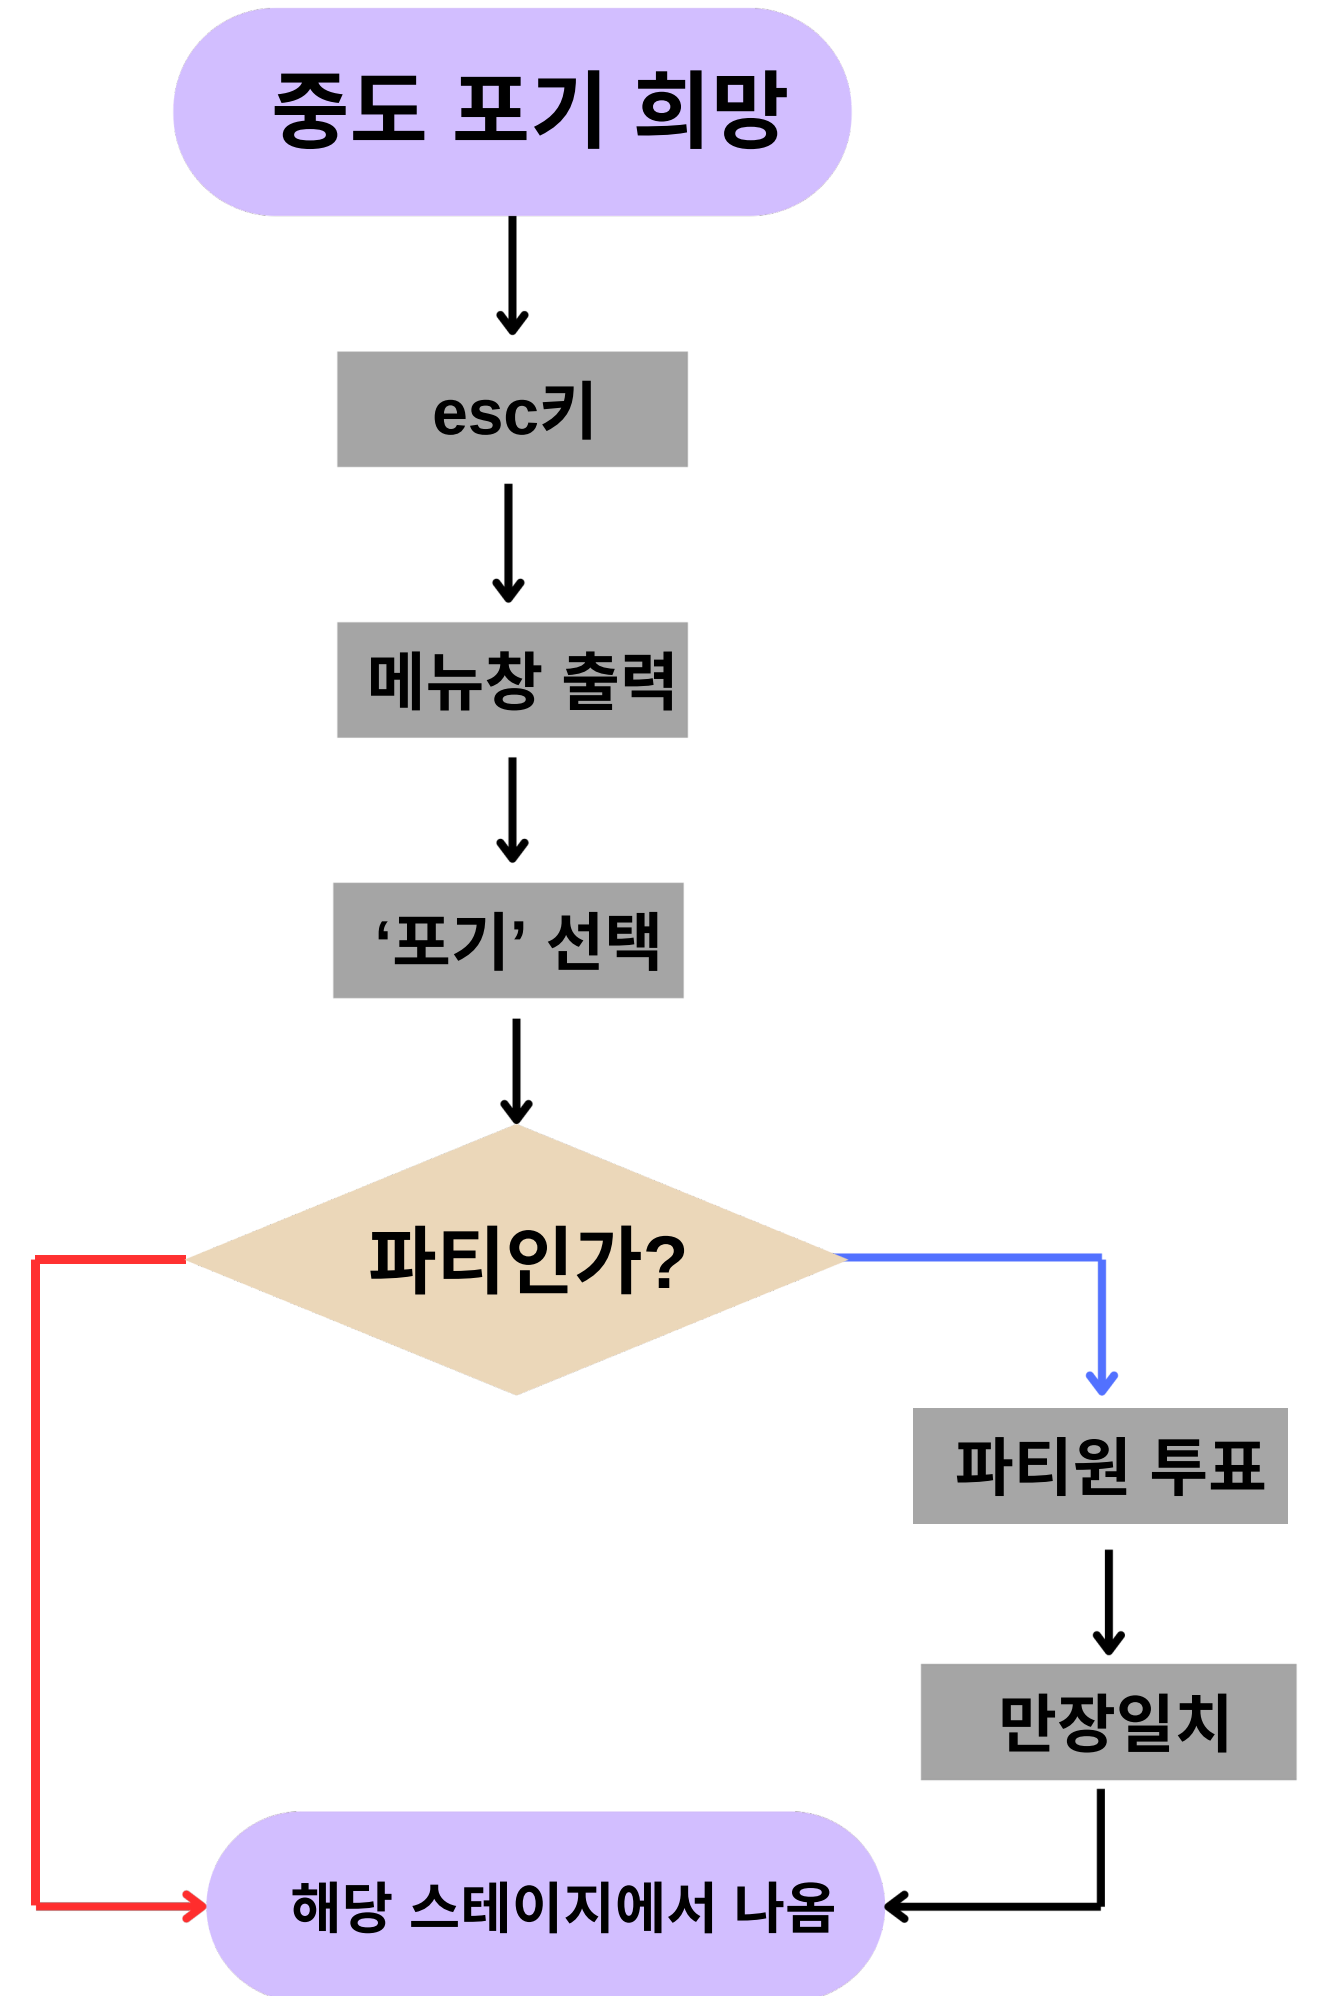 중도 포기 희망
esc키
메뉴창 출력
‘포기’ 선택
파티인가?
파티원 투표
만장일치
해당 스테이지에서 나옴